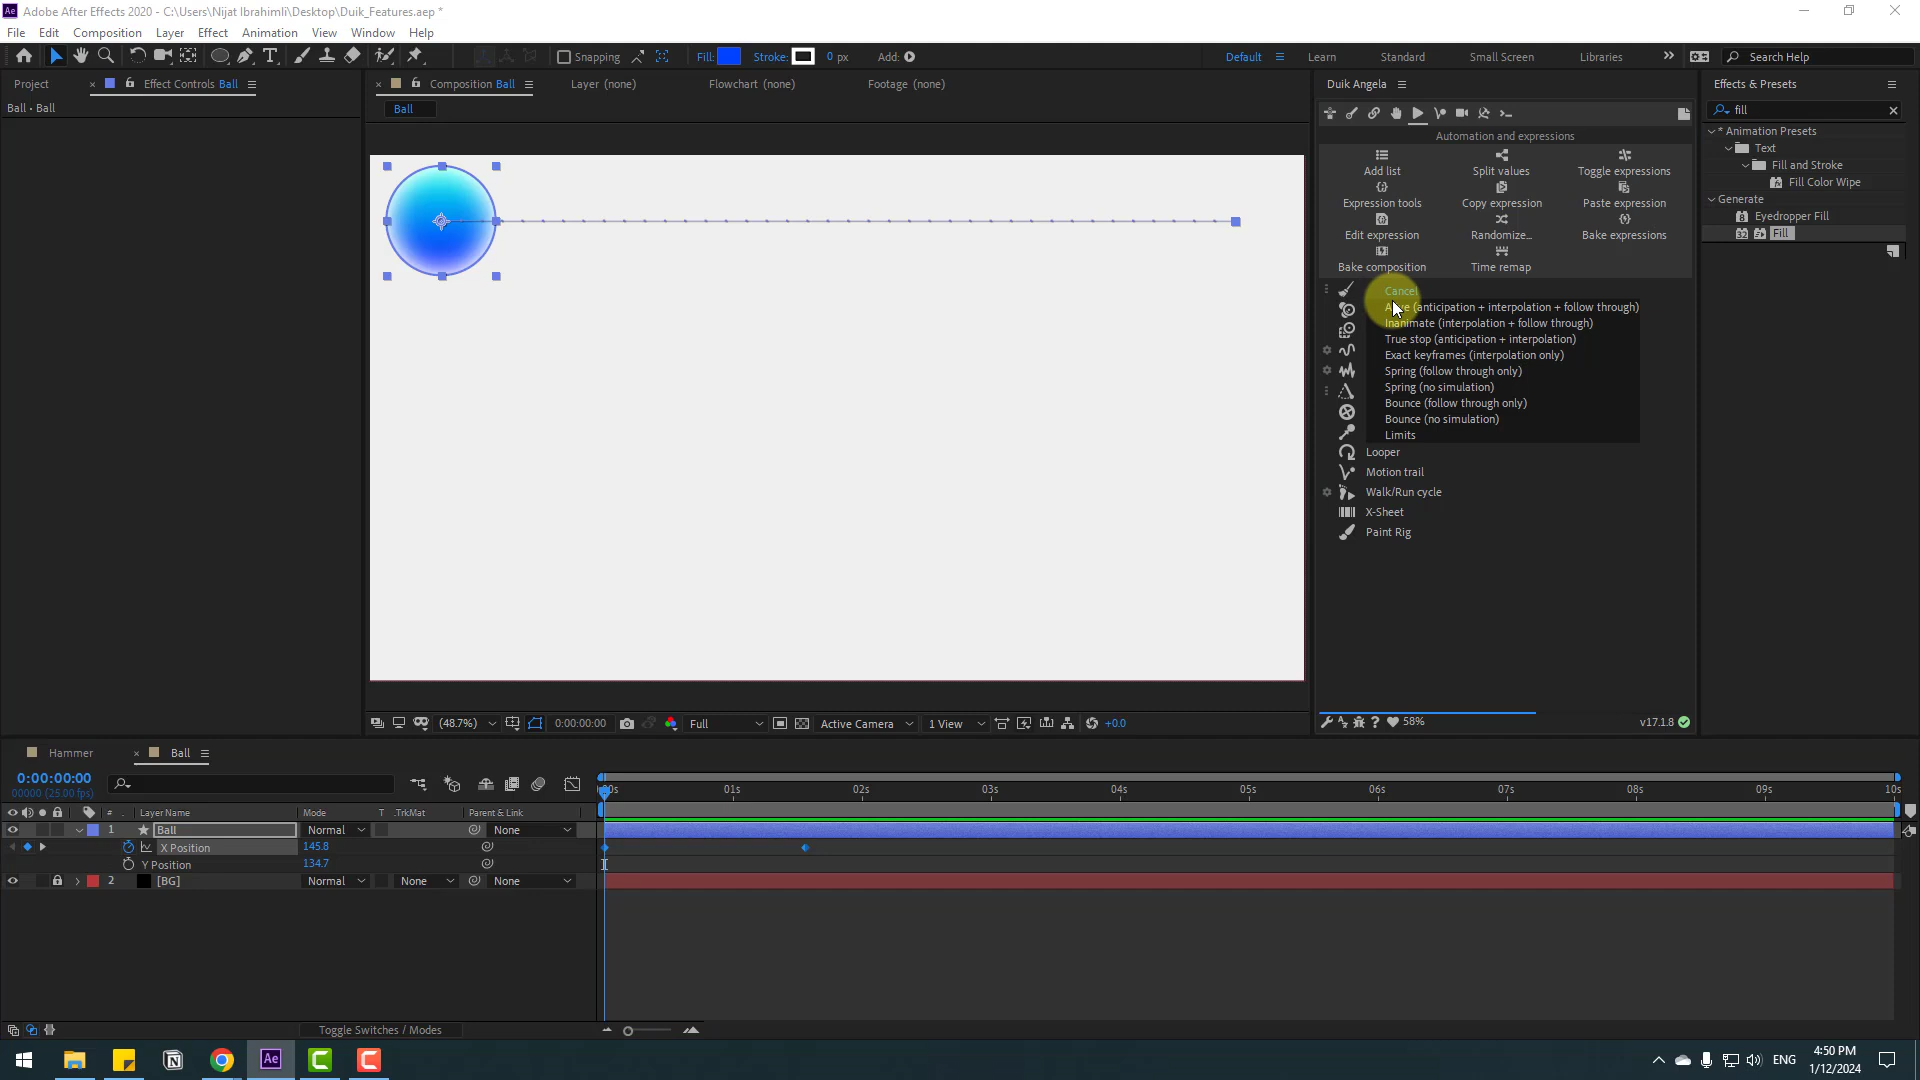 Adobe After Effects 2020 - C:\Users\Nijat Ibrahimli\Desktop\Duik_Features.aep *
File Edit Composition Layer Effect Animation View Window Help
Snapping Fill: Stroke: 0 px Add: Default Learn Standard Small Screen Libraries Search Help
Project Effect Controls Ball Composition Ball Layer (none) Flowchart (none) Footage (none) Duik Angela Effects & Presets
Ball • Ball
Ball
fill
Automation and expressions
Add list Split values Toggle expressions
Expression tools Copy expression Paste expression
Edit expression Randomize... Bake expressions
Bake composition Time remap
* Animation Presets
Text
Fill and Stroke
Fill Color Wipe
Generate
Eyedropper Fill
Fill
Cancel
(anticipation + interpolation + follow through)
Inanimate (interpolation + follow through)
True stop (anticipation + interpolation)
Exact keyframes (interpolation only)
Spring (follow through only)
Spring (no simulation)
Bounce (follow through only)
Bounce (no simulation)
Limits
Looper
Motion trail
Walk/Run cycle
X-Sheet
Paint Rig
(48.7%) 0:00:00:00 Full Active Camera 1 View +0.0
58% v17.1.8
Hammer Ball
0:00:00:00
00000 (25.00 fps)
01s 02s 03s 04s 05s 06s 07s 08s 09s 10s
# Layer Name Mode T .TrkMat Parent & Link
1 Ball Normal None
X Position 145.8
Y Position 134.7
2 [BG] Normal None None
Toggle Switches / Modes
Ae ENG 4:50 PM
1/12/2024